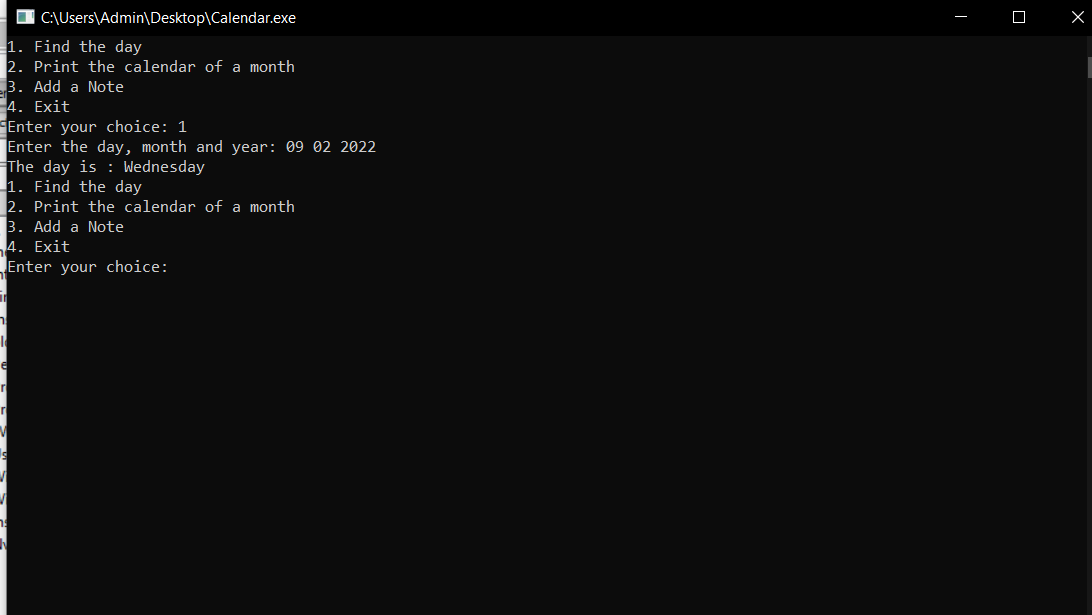 C:\Users\Admin\Desktop\Calendar.exe
1. Find the day
2. Print the calendar of a month
3. Add a Note
4. Exit
Enter your choice: 1
Enter the day, month and year: 09 02 2022
The day is : Wednesday
1. Find the day
2. Print the calendar of a month
3. Add a Note
4. Exit
Enter your choice: